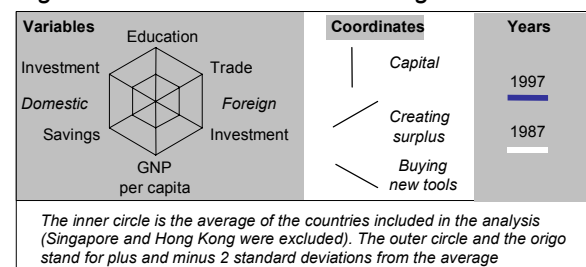 Variables
Education
Investment
Trade
Domestic
Foreign
Savings
Investment
GNP
per capita
Coordinates
Capital
Creating
surplus
Buying
new tools
Years
1997
1987
The inner circle is the average of the countries included in the analysis
(Singapore and Hong Kong were excluded). The outer circle and the origo
stand for plus and minus 2 standard deviations from the average